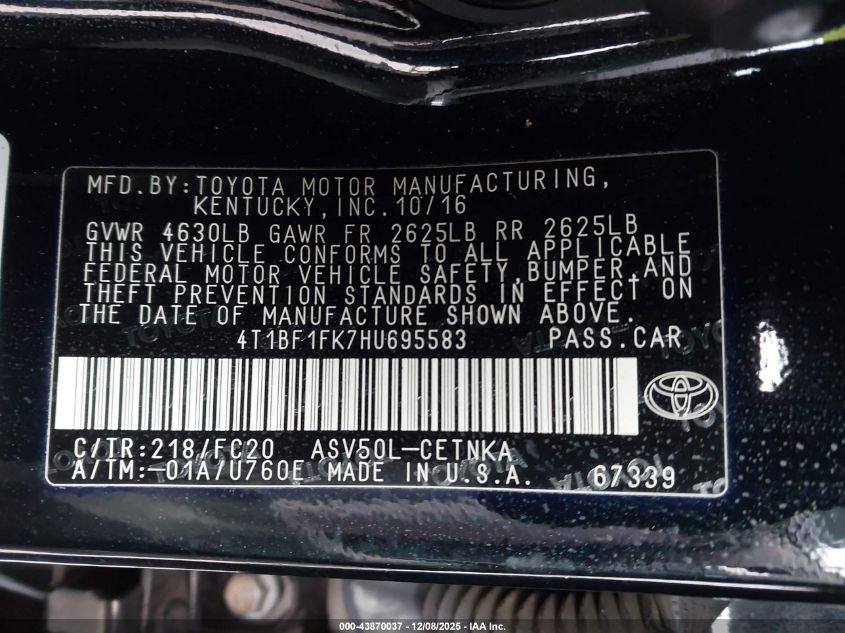 MFD.BY:TOYOTA MOTOR MANUFACTURING,
KENTUCKY,INC.10/16
GVWR 4630LB GAWR FR 2625LB RR 2625LB
THIS VEHICLE CONFORMS TO ALL APPLICABLE
FEDERAL MOTOR VEHICLE SAFETY,BUMPER,AND
THEFT PREVENTION STANDARDS IN EFFECT ON
THE DATE OF MANUFACTURE SHOWN ABOVE.
4T1BF1FK7HU695583 PASS.CAR
C/TR:218/FC20 ASV50L-CETNKA
A/TM:-01A/U760E MADE IN U.S.A. 67339
000-43870037 - 12/08/2025 - © IAA Inc.